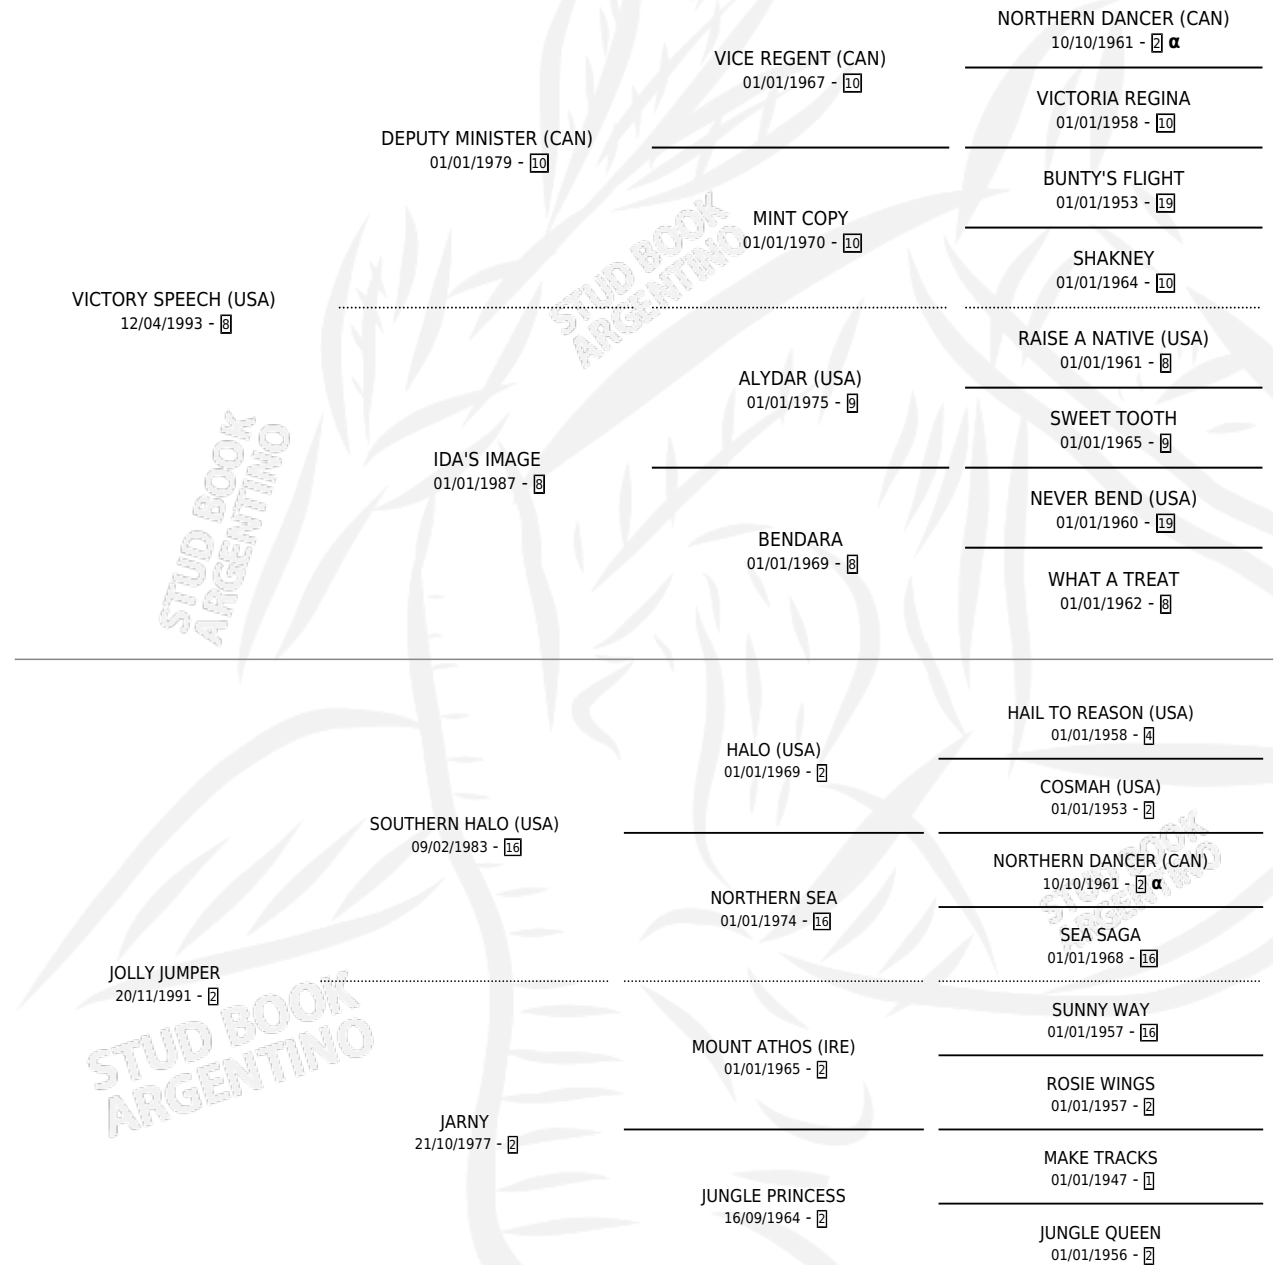 NORTHERN DANCER (CAN)
10/10/1961 - 2 α
VICE REGENT (CAN)
01/01/1967 - 10
VICTORIA REGINA
01/01/1958 - 10
DEPUTY MINISTER (CAN)
01/01/1979 - 10
BUNTY'S FLIGHT
01/01/1953 - 19
MINT COPY
01/01/1970 - 10
SHAKNEY
01/01/1964 - 10
VICTORY SPEECH (USA)
12/04/1993 - 8
RAISE A NATIVE (USA)
01/01/1961 - 8
ALYDAR (USA)
01/01/1975 - 9
SWEET TOOTH
01/01/1965 - 9
IDA'S IMAGE
01/01/1987 - 8
NEVER BEND (USA)
01/01/1960 - 19
BENDARA
01/01/1969 - 8
WHAT A TREAT
01/01/1962 - 8
HAIL TO REASON (USA)
01/01/1958 - 4
HALO (USA)
01/01/1969 - 2
COSMAH (USA)
01/01/1953 - 2
SOUTHERN HALO (USA)
09/02/1983 - 16
NORTHERN DANCER (CAN)
10/10/1961 - 2 α
NORTHERN SEA
01/01/1974 - 16
SEA SAGA
01/01/1968 - 16
JOLLY JUMPER
20/11/1991 - 2
SUNNY WAY
01/01/1957 - 16
MOUNT ATHOS (IRE)
01/01/1965 - 2
ROSIE WINGS
01/01/1957 - 2
JARNY
21/10/1977 - 2
MAKE TRACKS
01/01/1947 - 1
JUNGLE PRINCESS
16/09/1964 - 2
JUNGLE QUEEN
01/01/1956 - 2
STUD BOOK
ARGENTINO
STUD BOOK
ARGENTINO
STUD BOOK
ARGENTINO
STUD BOOK
ARGENTINO